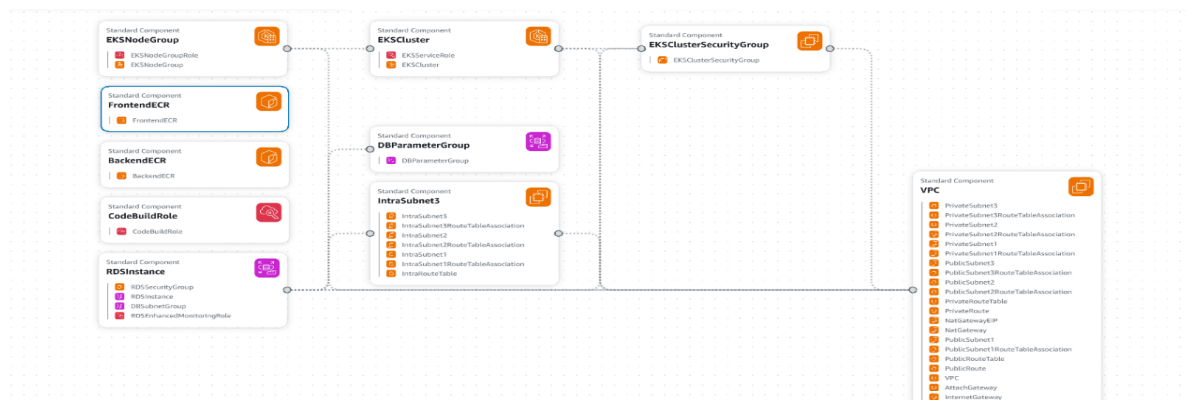 Standard Component
EKSNodeGroup
EKSNodeGroupRole
EKSNodeGroup
Standard Component
FrontendECR
FrontendECR
Standard Component
BackendECR
BackendECR
Standard Component
CodeBuildRole
CodeBuildRole
Standard Component
RDSInstance
RDSSecurityGroup
RDSInstance
DBSubnetGroup
RDSEnhancedMonitoringRole
Standard Component
EKSCluster
EKSServiceRole
EKSCluster
Standard Component
DBParameterGroup
DBParameterGroup
Standard Component
IntraSubnet3
IntraSubnet3
IntraSubnet3RouteTableAssociation
IntraSubnet2
IntraSubnet2RouteTableAssociation
IntraSubnet1
IntraSubnet1RouteTableAssociation
IntraRouteTable
Standard Component
EKSClusterSecurityGroup
EKSClusterSecurityGroup
Standard Component
VPC
PrivateSubnet3
PrivateSubnet3RouteTableAssociation
PrivateSubnet2
PrivateSubnet2RouteTableAssociation
PrivateSubnet1
PrivateSubnet1RouteTableAssociation
PublicSubnet3
PublicSubnet3RouteTableAssociation
PublicSubnet2
PublicSubnet2RouteTableAssociation
PrivateRouteTable
PrivateRoute
NatGatewayEIP
NatGateway
PublicSubnet1
PublicSubnet1RouteTableAssociation
PublicRouteTable
PublicRoute
VPC
AttachGateway
InternetGateway